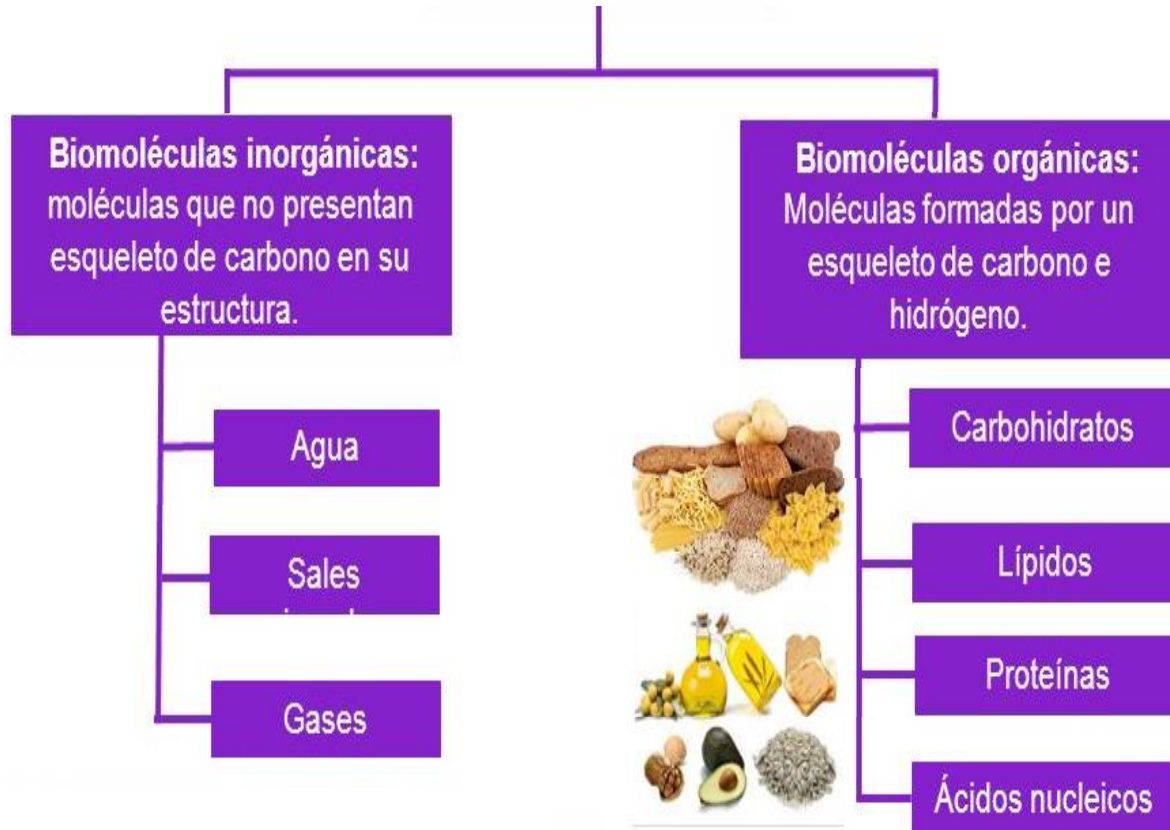 Biomoléculas inorgánicas:
moléculas que no presentan
esqueleto de carbono en su
estructura.
Agua
Sales
Gases
Biomoléculas orgánicas:
Moléculas formadas por un
esqueleto de carbono e
hidrógeno.
Carbohidratos
Lípidos
Proteínas
Ácidos nucleicos